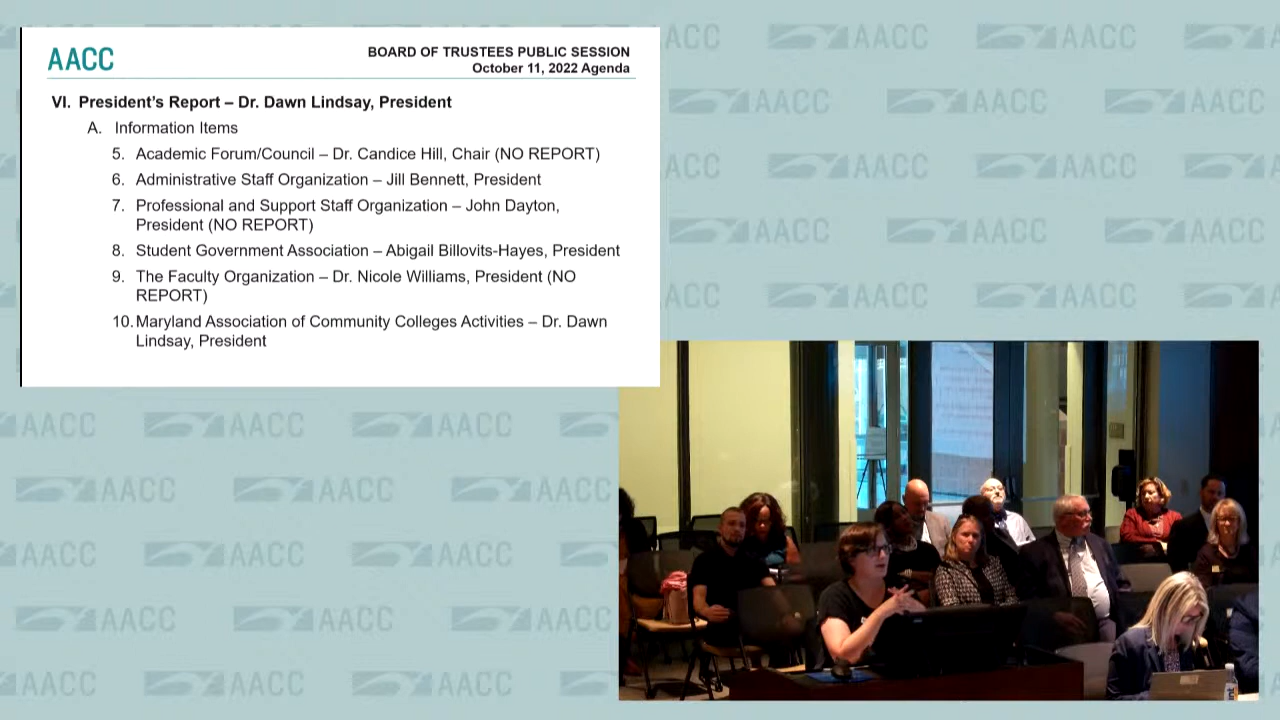 AACC
BOARD OF TRUSTEES PUBLIC SESSION
October 11, 2022 Agenda
VI. President's Report – Dr. Dawn Lindsay, President
A. Information Items
5. Academic Forum/Council – Dr. Candice Hill, Chair (NO REPORT)
6. Administrative Staff Organization – Jill Bennett, President
7. Professional and Support Staff Organization – John Dayton,
President (NO REPORT)
8. Student Government Association – Abigail Billovits-Hayes, President
9. The Faculty Organization – Dr. Nicole Williams, President (NO
REPORT)
10. Maryland Association of Community Colleges Activities – Dr. Dawn
Lindsay, President